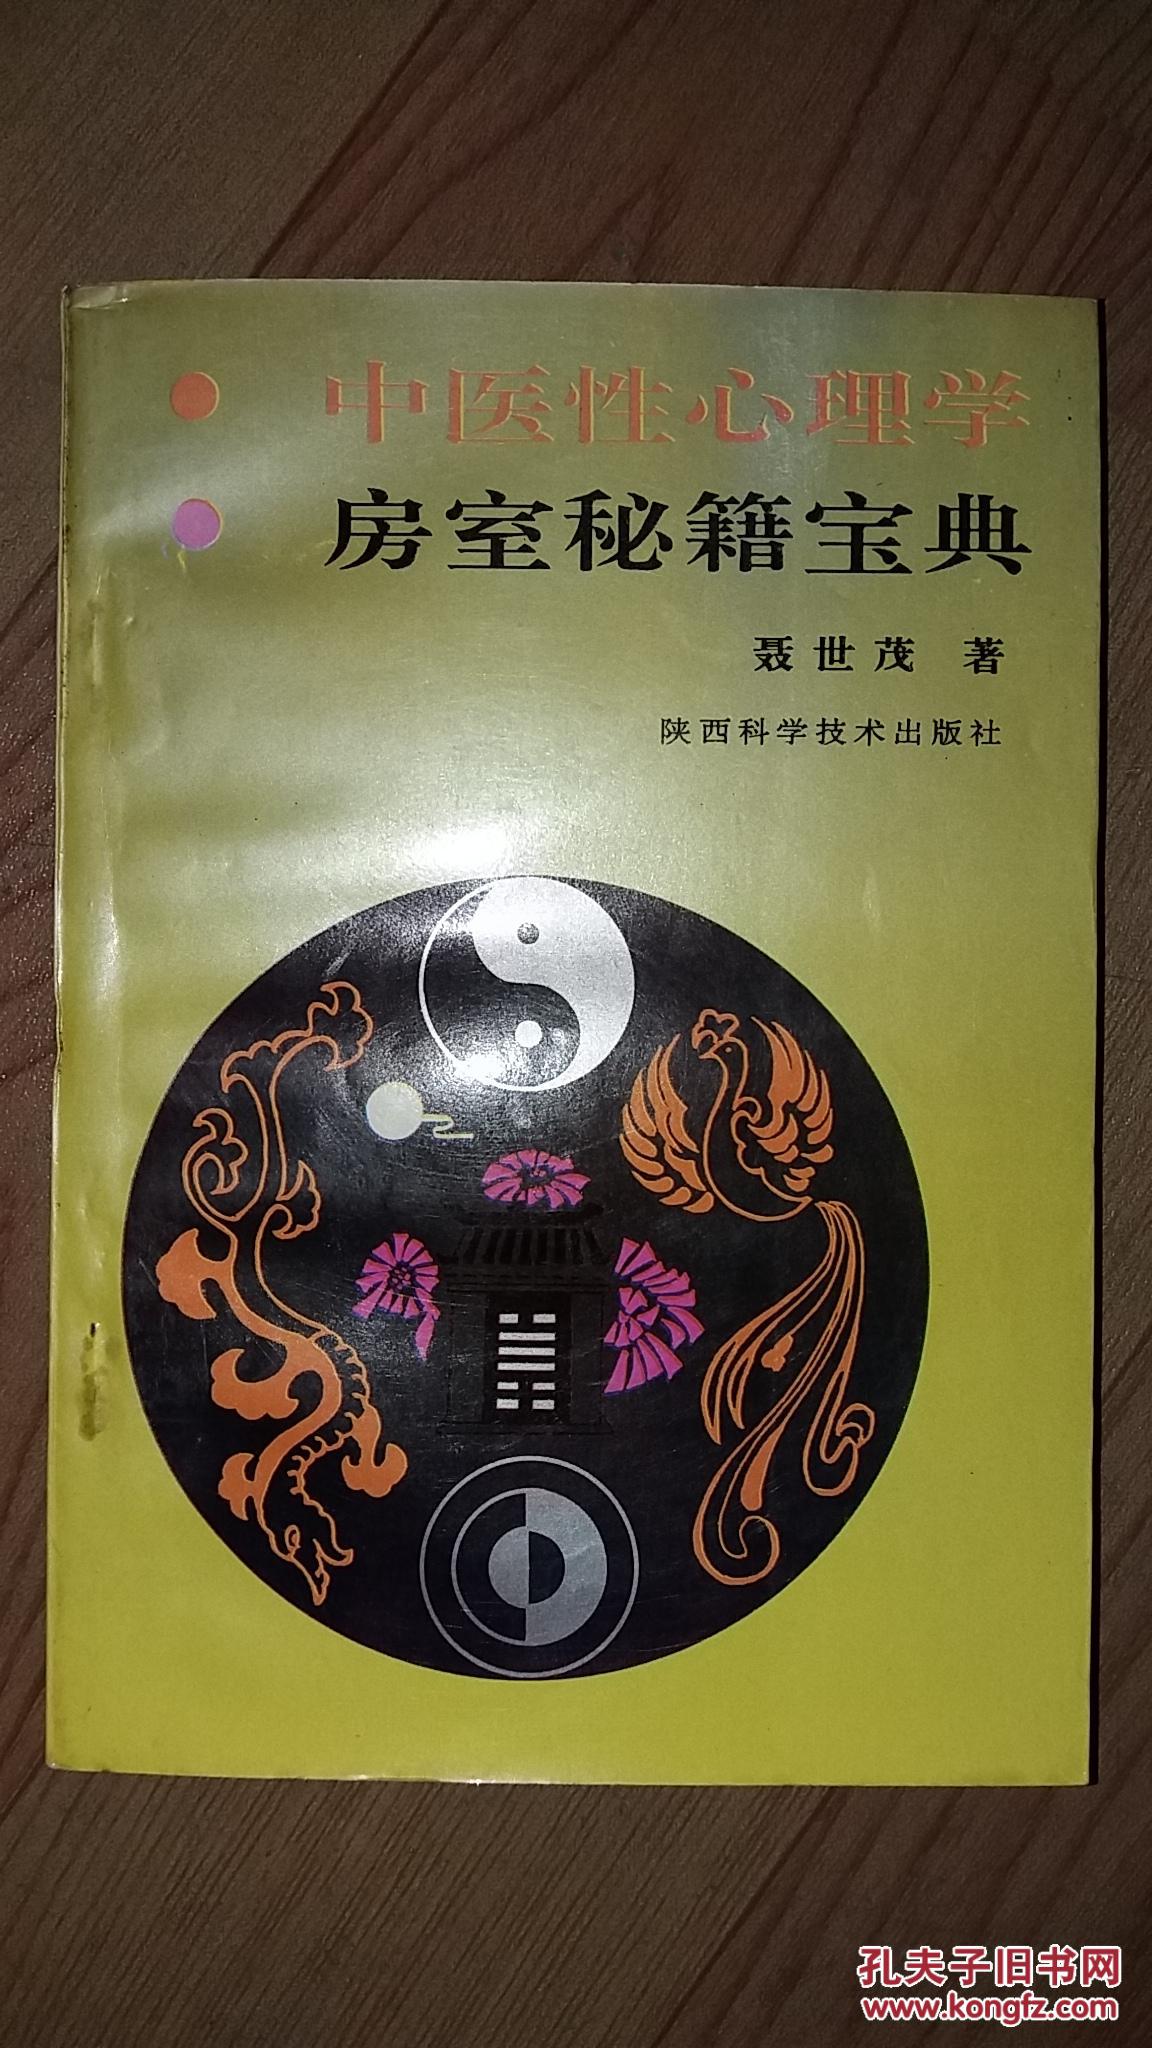 中医性心理学
房室秘籍宝典
聂世茂 著
陕西科学技术出版社
孔夫子旧书网
www.kongfz.com